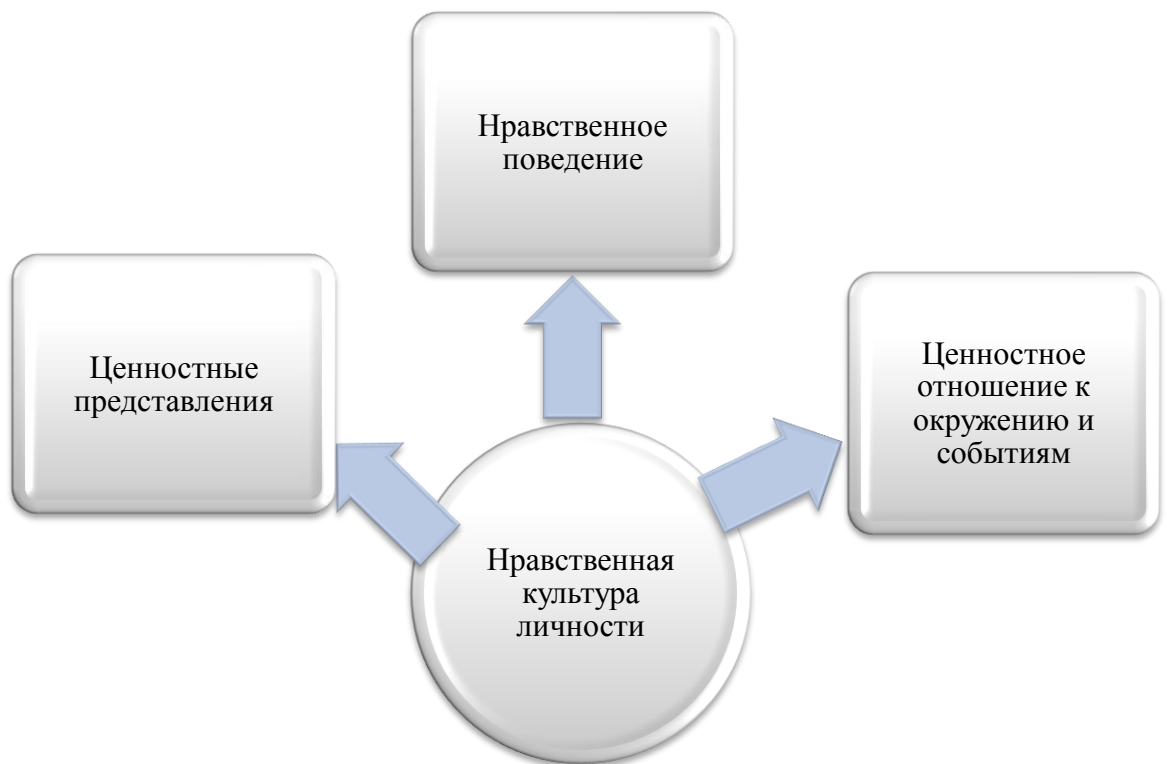 Нравственное
поведение
Ценностные
представления
Ценностное
отношение к
окружению и
событиям
Нравственная
культура
личности